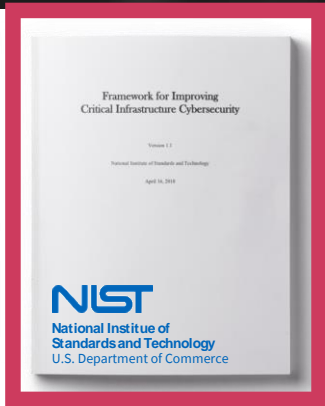 Framework for Improving
Critical Infrastructure Cybersecurity
Version 1.1
National Institute of Standards and Technology
April 16, 2018
NIST
National Institue of
Standards and Technology
U.S. Department of Commerce